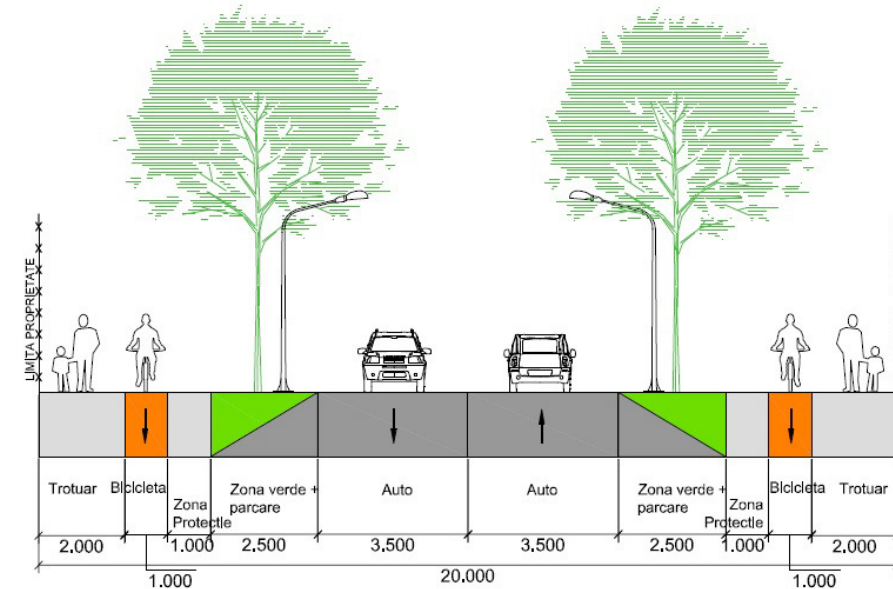 LIMITA PROPRIETATE
Trotuar
Bicicleta
Zona
Protectie
Zona verde +
parcare
Auto
Auto
Zona verde +
parcare
Zona
Protectie
Bicicleta
Trotuar
2.000
1.000
2.500
3.500
3.500
2.500
1.000
2.000
1.000
20.000
1.000